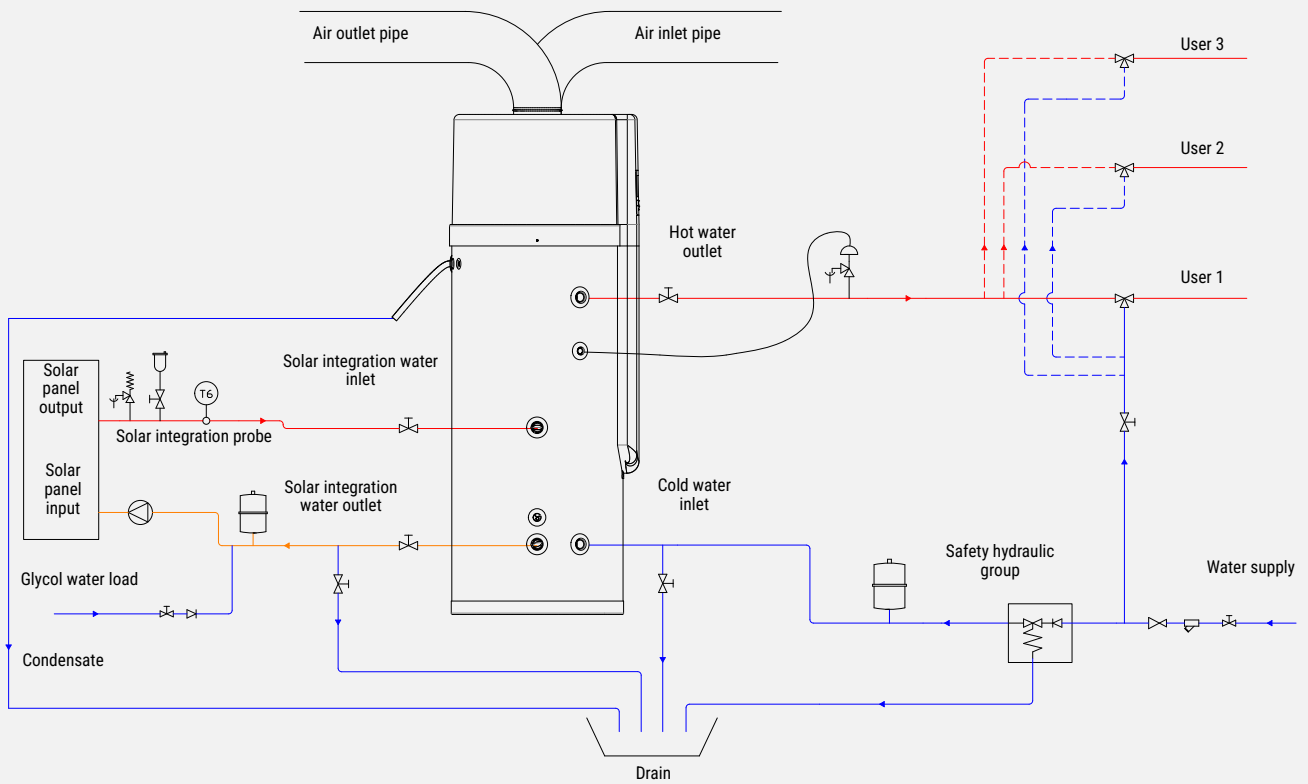 Air outlet pipe
Air inlet pipe
User 3
User 2
Hot water
outlet
User 1
Solar integration water
inlet
Solar
panel
output
T6
Solar integration probe
Solar
panel
input
Solar integration
water outlet
Cold water
inlet
Safety hydraulic
group
Water supply
Glycol water load
Condensate
Drain